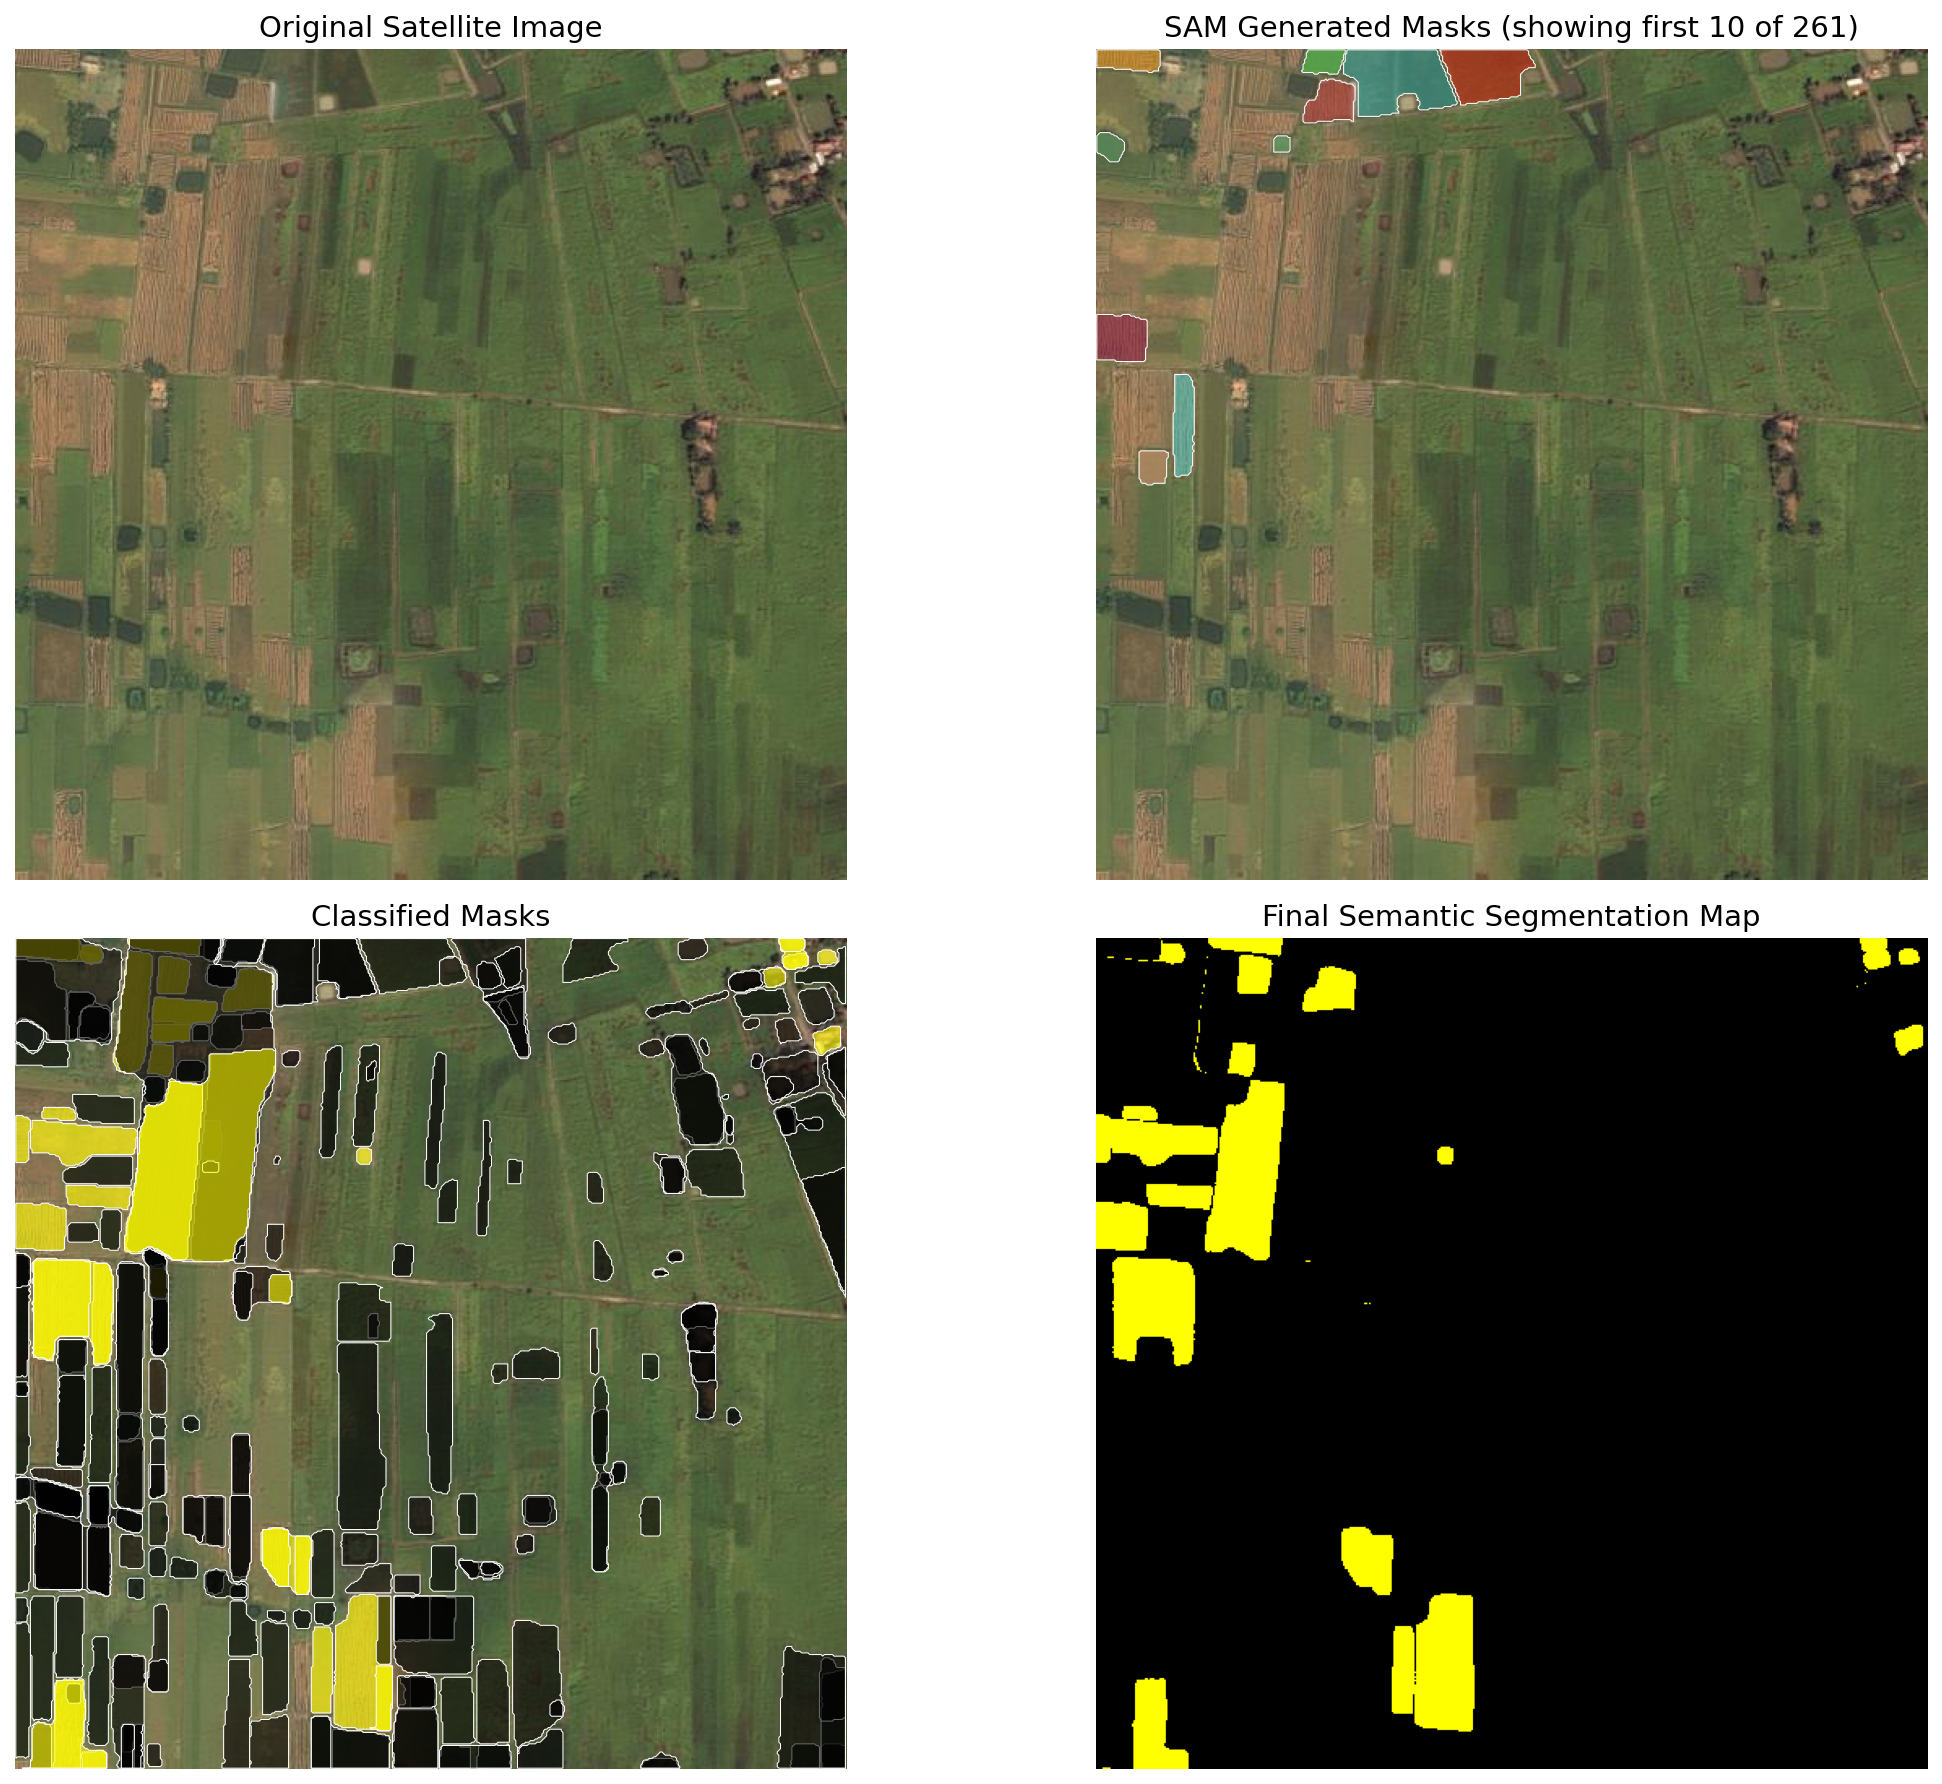 Original Satellite Image
SAM Generated Masks (showing first 10 of 261)
Classified Masks
Final Semantic Segmentation Map